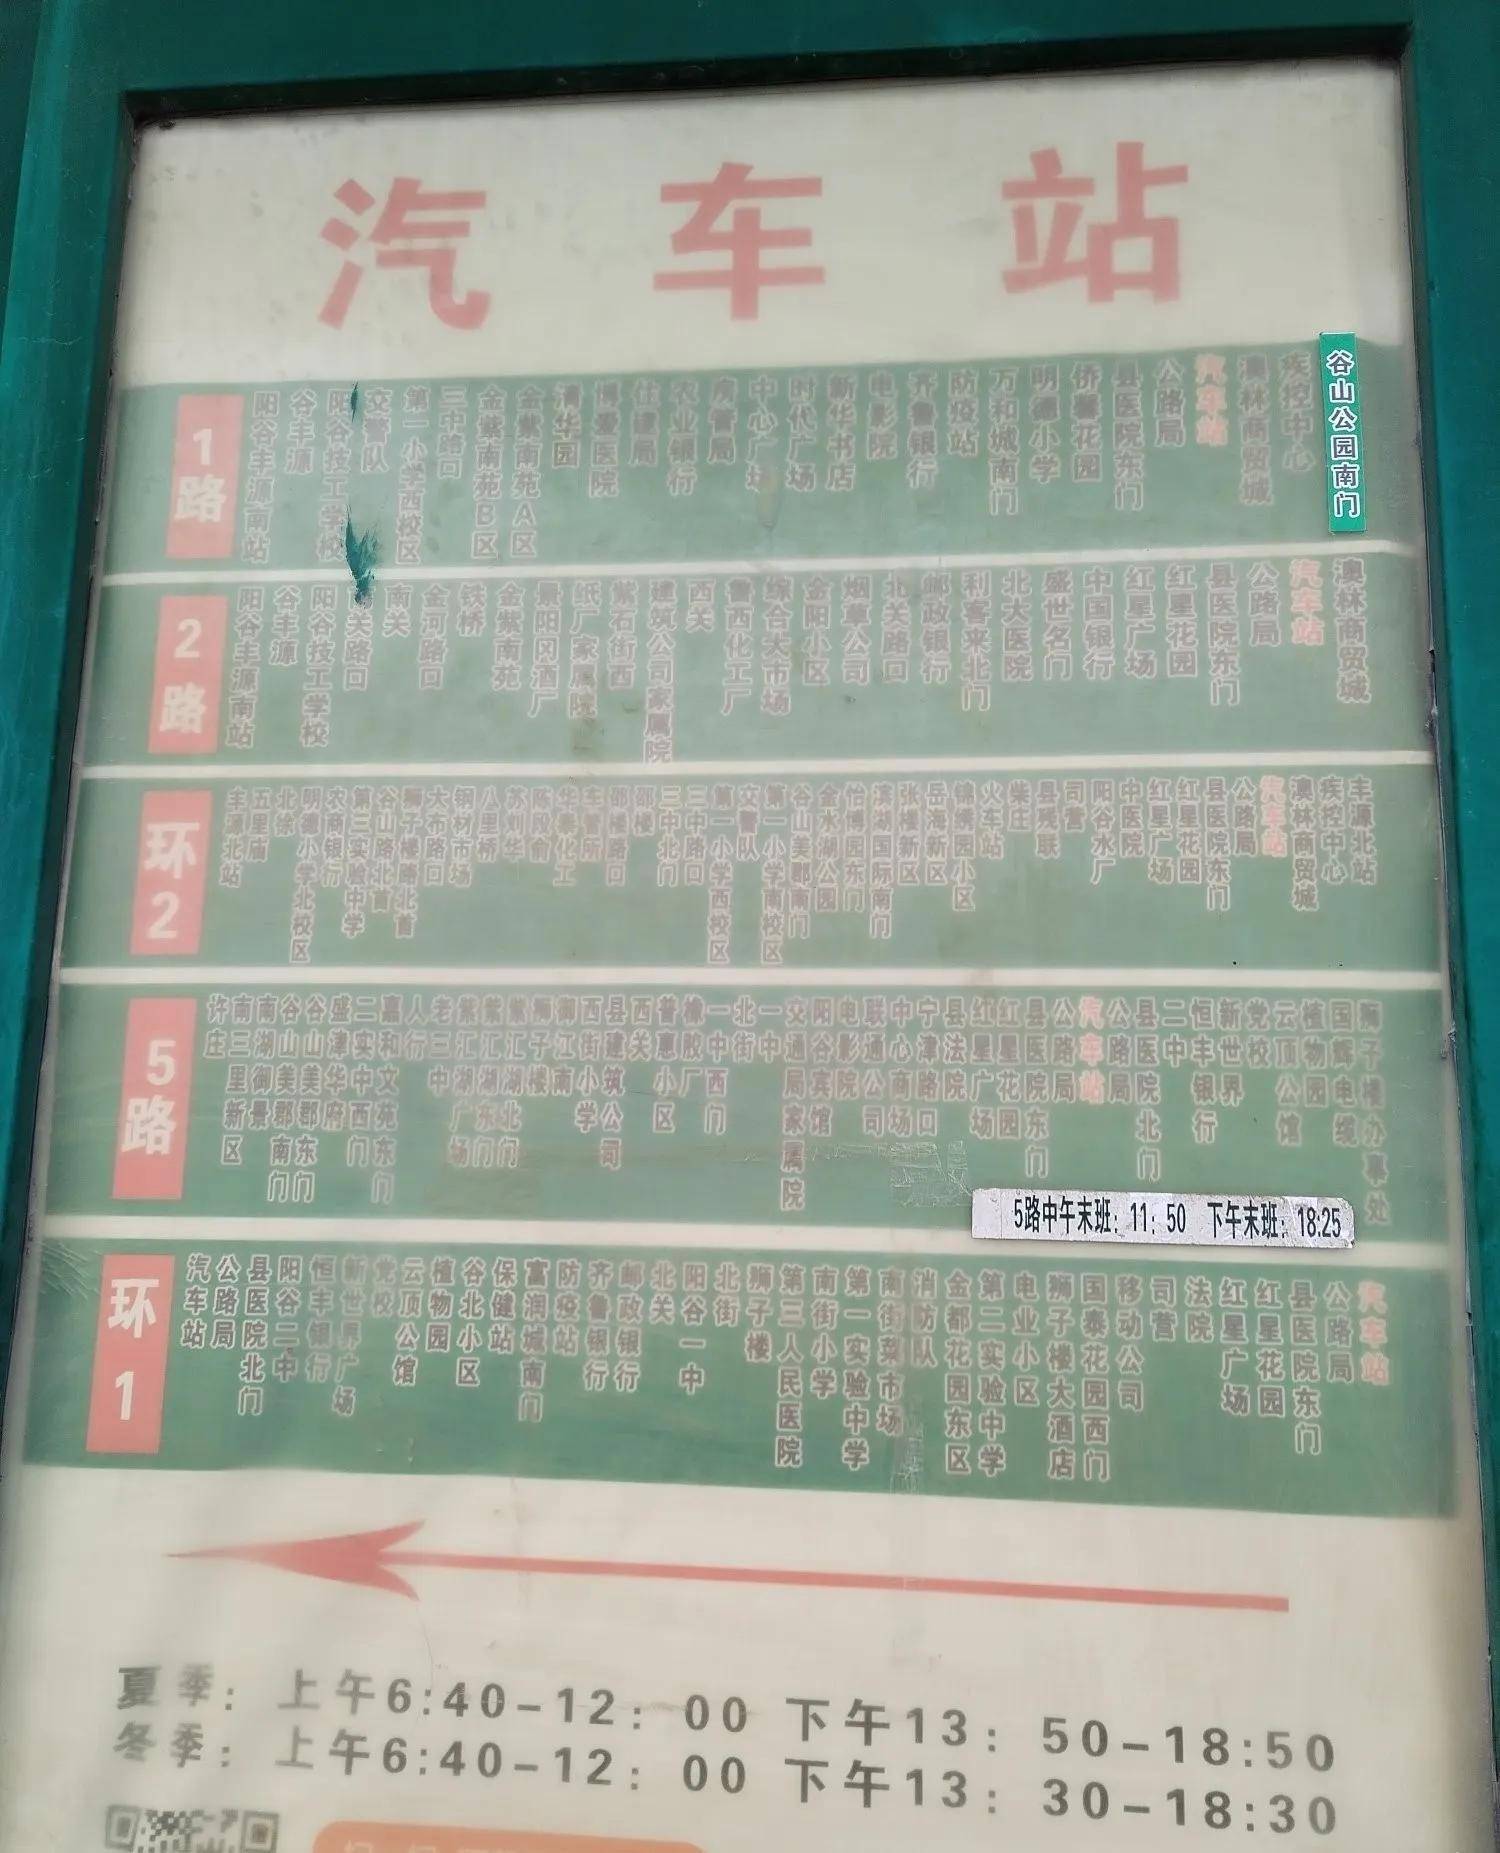 汽车站
1路
阳谷丰源南站
谷丰源
阳谷技工学校
交警队
第一小学西校区
三中路口
金紫南苑B区
金紫南苑A区
清华园
博爱医院
计生局
农业银行
房管局
中心广场
时代广场
新华书店
电影院
齐鲁银行
防疫站
万和城南门
明德小学
侨馨花园
县医院东门
公路局
汽车站
澳林商贸城
疾控中心
谷山公园南门
2路
阳谷丰源南站
谷丰源
阳谷技工学校
关路口
南关
金河路口
铁桥
金紫南苑
景阳冈酒厂
纸厂家属院
紫石街西
建筑公司家属院
西关
鲁西化工厂
综合大市场
金阳小区
烟草公司
北关路口
邮政银行
利客来北门
北大医院
盛世名门
中国银行
红星广场
红星花园
县医院东门
公路局
汽车站
澳林商贸城
环2
丰源北站
五里庙
北徐
明德小学北校区
农商银行
第三实验中学
谷山路北首
狮子楼路北首
大布路口
钢材市场
八里桥
苏刘华
陈段俞
华泰化工
车管所
邵楼路口
邵楼
三中北门
三中路口
第一小学西校区
交警队
第一小学南校区
谷山美郡南门
金水湖公园
怡博园东门
滨湖国际南门
张楼新区
岳海新区
锦绣园小区
火车站
柴庄
县残联
司营
阳谷水厂
中医院
红星广场
红星花园
县医院东门
公路局
汽车站
澳林商贸城
疾控中心
丰源北站
5路
许庄
南三里新区
南湖御景
谷山美郡南门
谷山美郡东门
盛津华府
二实中西门
嘉和文苑东门
人行
老三中
紫汇湖广场
紫汇湖东门
紫汇湖北门
狮子楼
御江南
西街小学
县建筑公司
西关
普惠小区
橡胶厂
一中西门
北街
一中
交通局家属院
阳谷宾馆
电影院
联通公司
中心商场
宁津路口
县法院
红星广场
红星花园
县医院东门
公路局
汽车站
公路局
县医院北门
二中
恒丰银行
新世界
党校
云顶公馆
植物园
国辉电缆
狮子楼办事处
5路中午末班：11：50 下午末班：18:25
环1
汽车站
公路局
县医院北门
阳谷二中
恒丰银行
新世界广场
党校
云顶公馆
植物园
谷北小区
保健站
富润城南门
防疫站
齐鲁银行
邮政银行
北关
阳谷一中
北街
狮子楼
第三人民医院
南街小学
第一实验中学
南街菜市场
消防队
金都花园东区
第二实验中学
电业小区
狮子楼大酒店
国泰花园西门
移动公司
司营
法院
红星广场
红星花园
县医院东门
公路局
汽车站
夏季：上午6:40-12：00 下午13：50-18:50
冬季：上午6:40-12：00 下午13：30-18:30